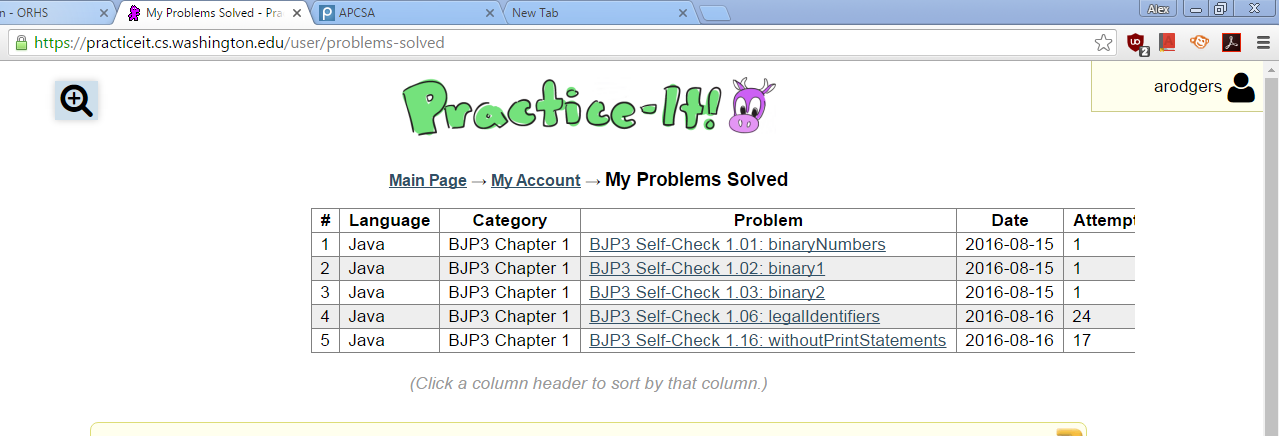 n - ORHS My Problems Solved - Pra APCSA New Tab Alex
https://practiceit.cs.washington.edu/user/problems-solved 2
Practice-It! arodgers
Main Page → My Account → My Problems Solved
# Language Category Problem Date Attempt
1 Java BJP3 Chapter 1 BJP3 Self-Check 1.01: binaryNumbers 2016-08-15 1
2 Java BJP3 Chapter 1 BJP3 Self-Check 1.02: binary1 2016-08-15 1
3 Java BJP3 Chapter 1 BJP3 Self-Check 1.03: binary2 2016-08-15 1
4 Java BJP3 Chapter 1 BJP3 Self-Check 1.06: legalIdentifiers 2016-08-16 24
5 Java BJP3 Chapter 1 BJP3 Self-Check 1.16: withoutPrintStatements 2016-08-16 17
(Click a column header to sort by that column.)